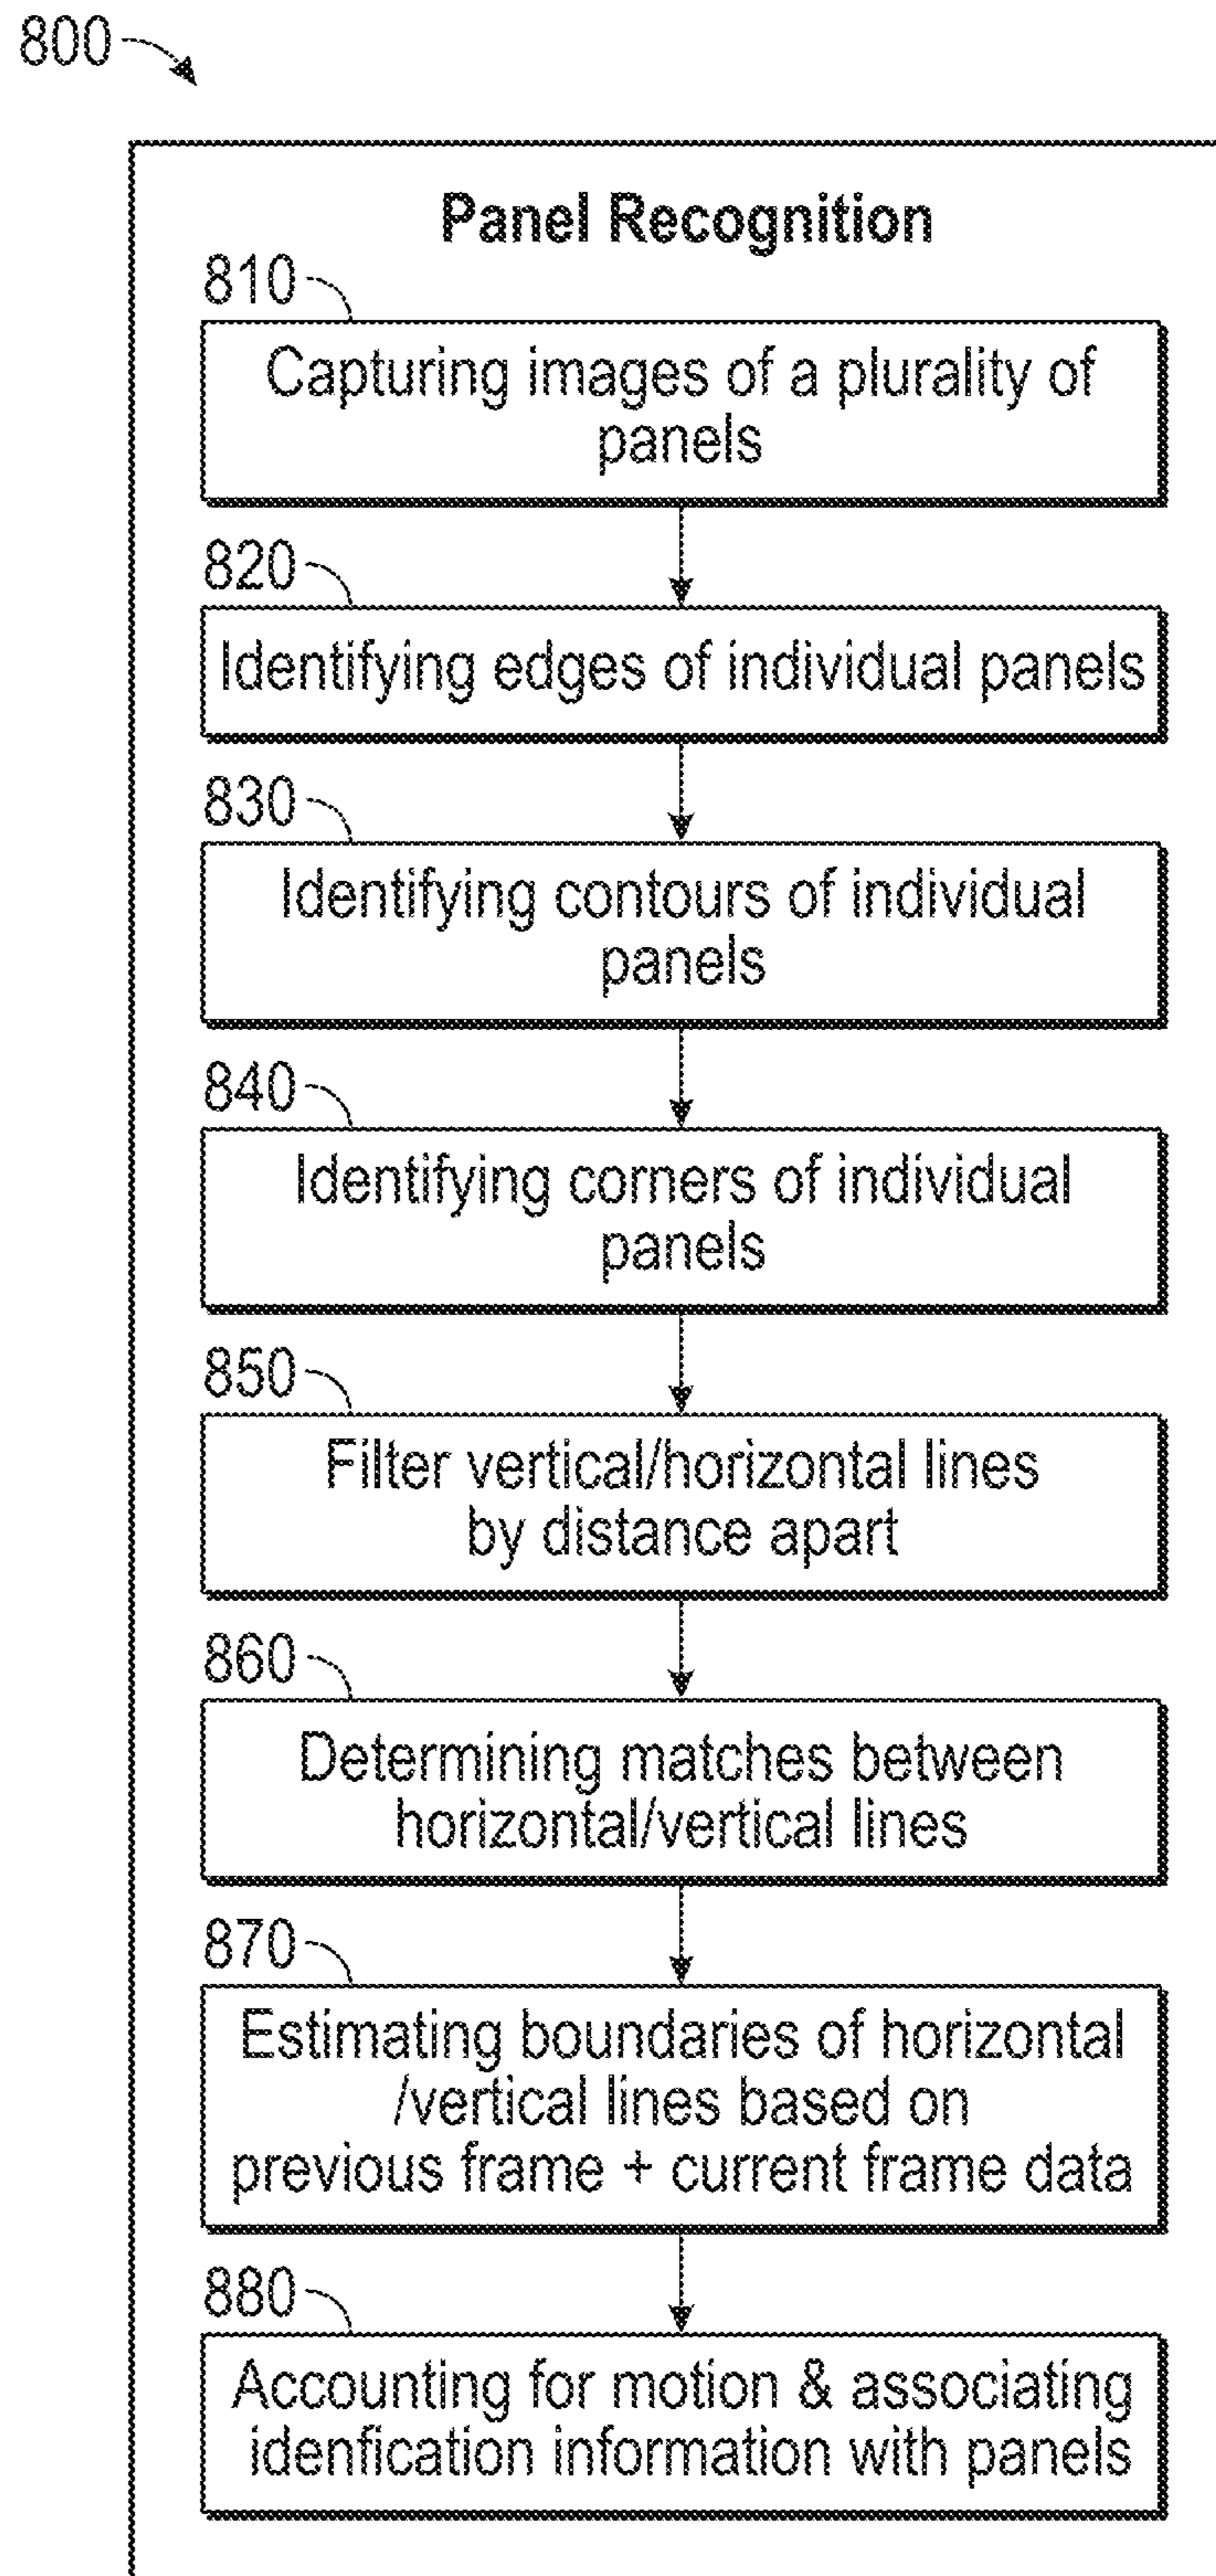 800
Panel Recognition
810
Capturing images of a plurality of
panels
820
Identifying edges of individual panels
830
Identifying contours of individual
panels
840
Identifying corners of individual
panels
850
Filter vertical/horizontal lines
by distance apart
860
Determining matches between
horizontal/vertical lines
870
Estimating boundaries of horizontal
/vertical lines based on
previous frame + current frame data
880
Accounting for motion & associating
idenfication information with panels